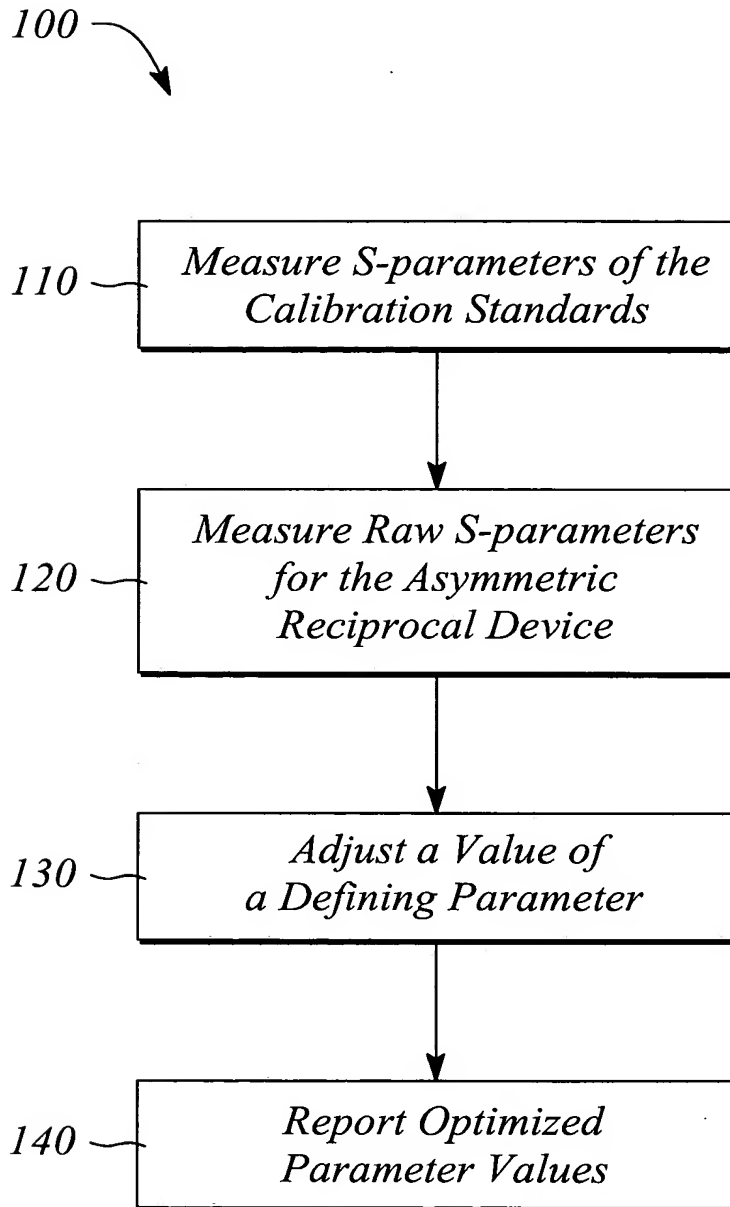 100
110
Measure S-parameters of the
Calibration Standards
120
Measure Raw S-parameters
for the Asymmetric
Reciprocal Device
130
Adjust a Value of
a Defining Parameter
140
Report Optimized
Parameter Values